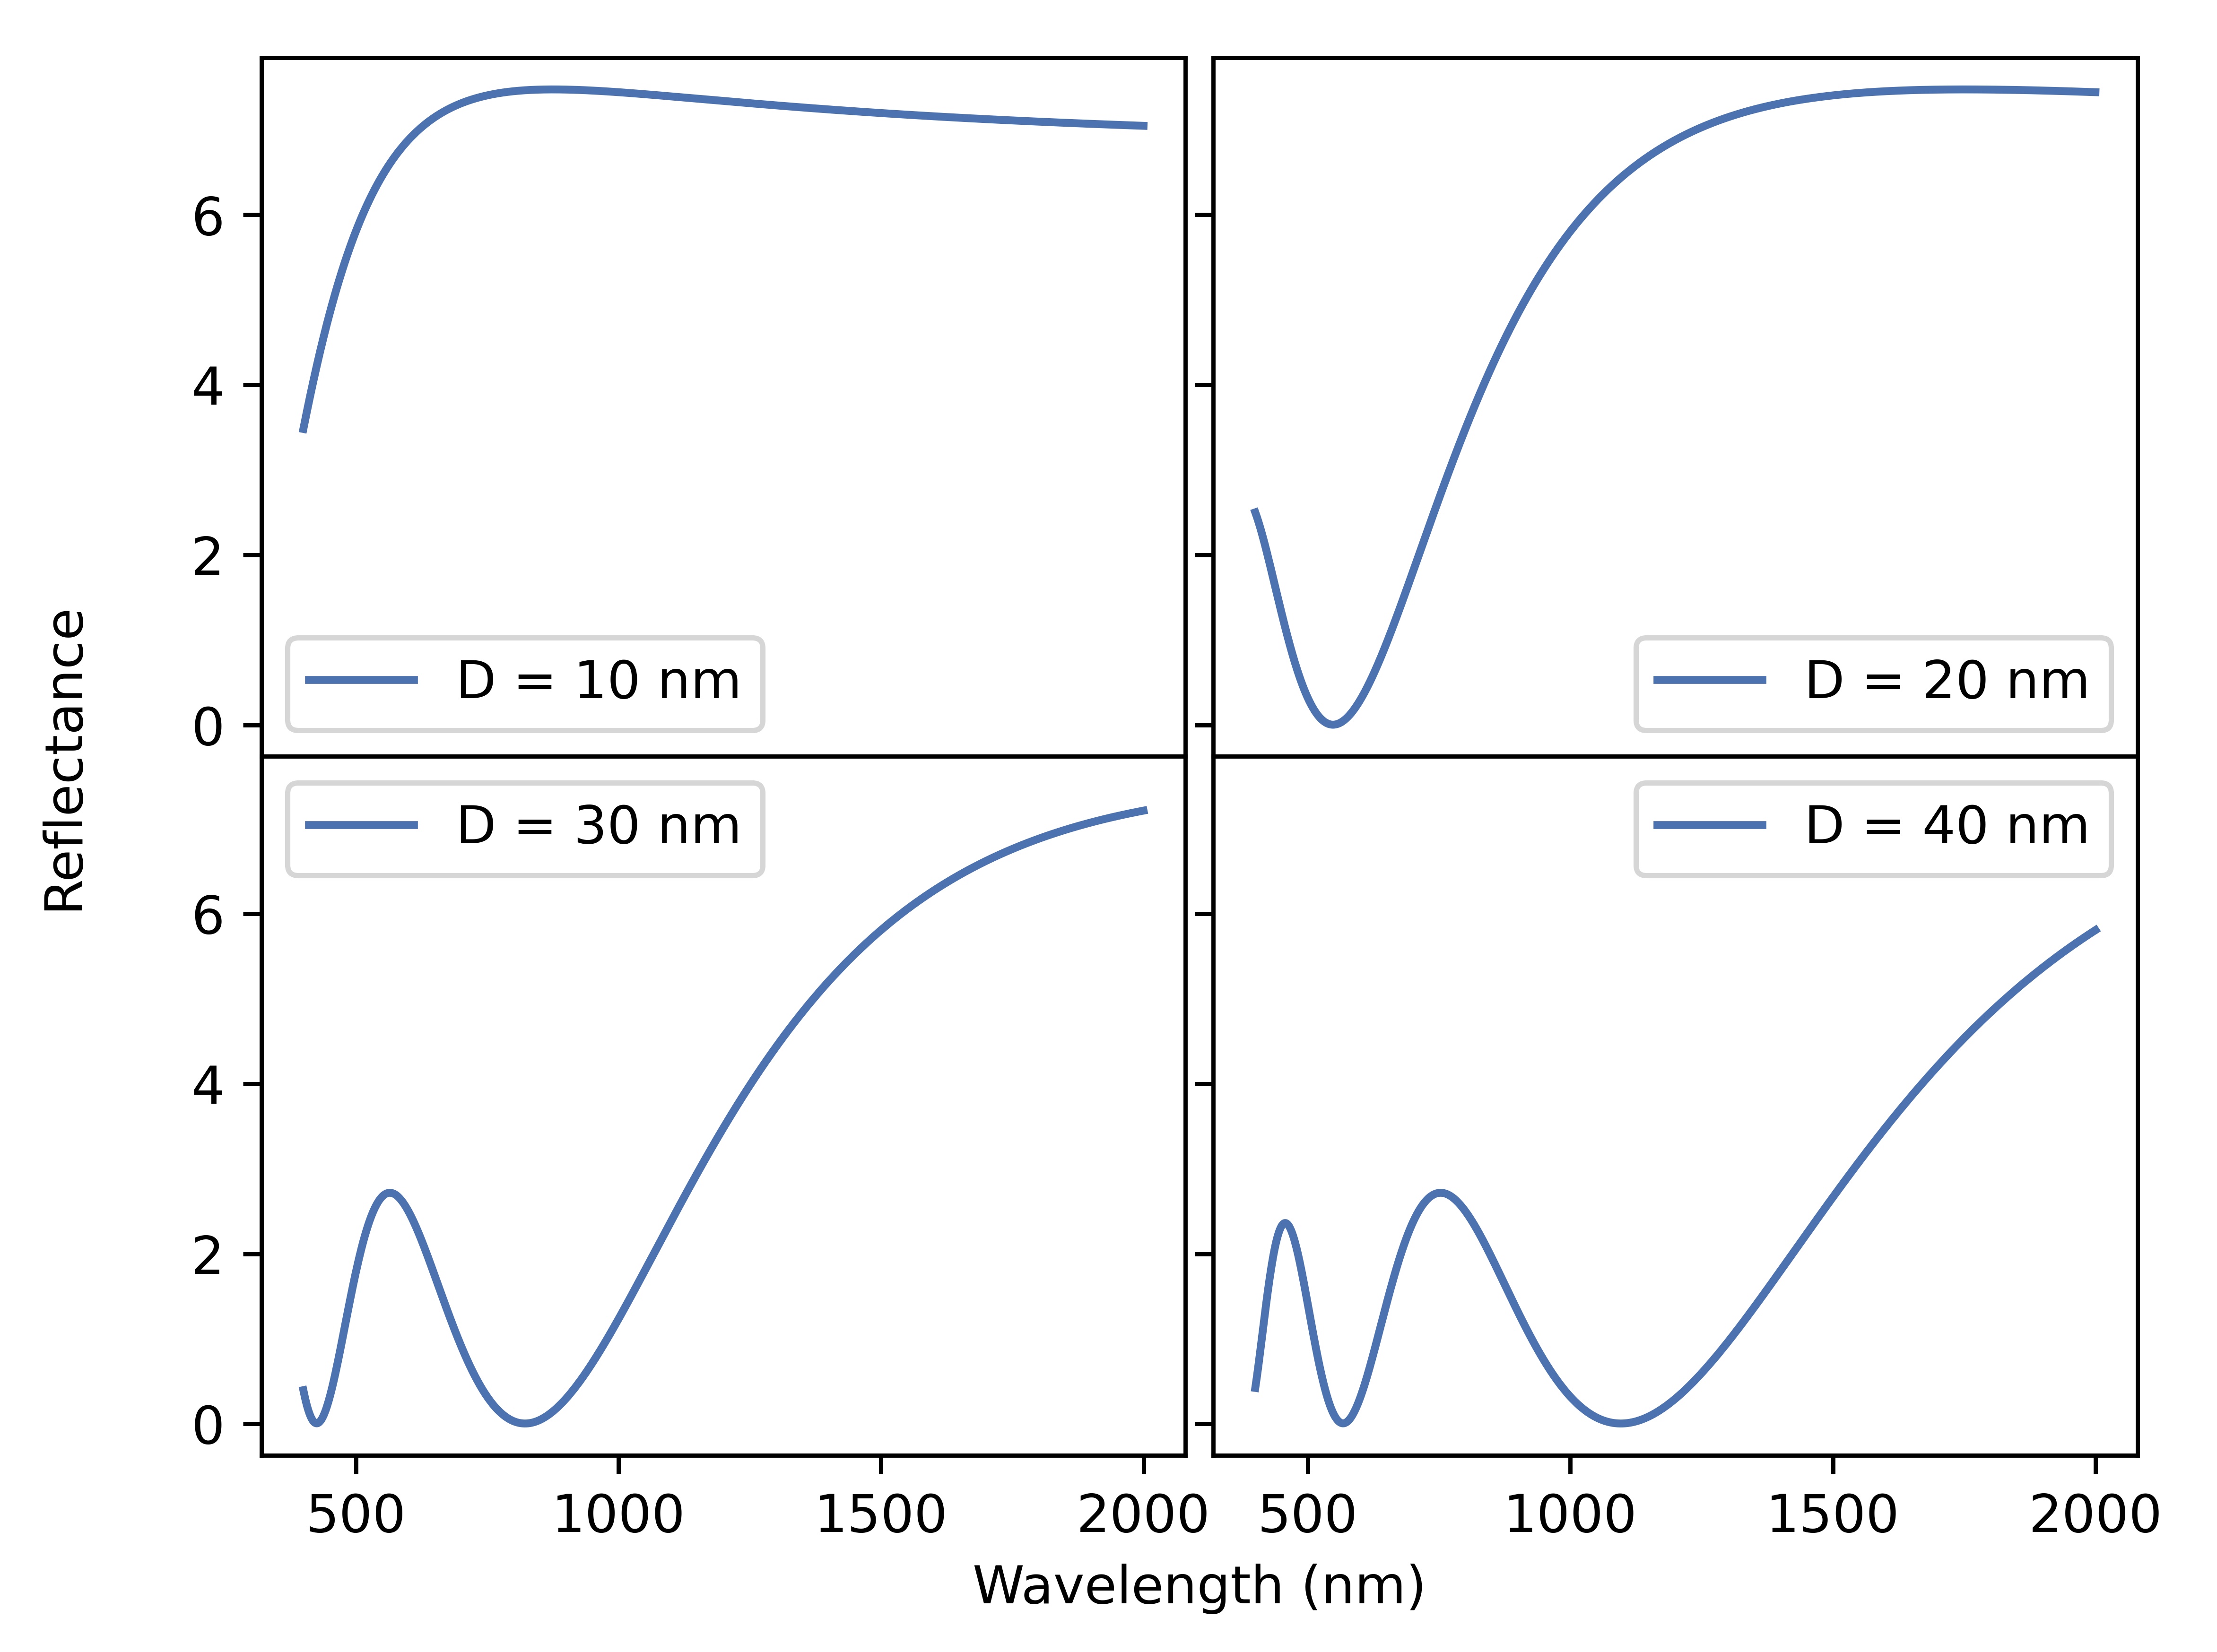 Reflectance
6
4
2
0
D = 10 nm
D = 20 nm
6
4
2
0
D = 30 nm
D = 40 nm
500 1000 1500 2000 500 1000 1500 2000
Wavelength (nm)